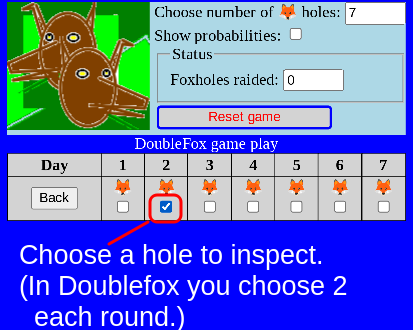 Choose number of 🦊 holes: 7
Show probabilities:
Status
Foxholes raided: 0
Reset game
DoubleFox game play
Day 1 2 3 4 5 6 7
Back
Choose a hole to inspect.
(In Doublefox you choose 2
each round.)